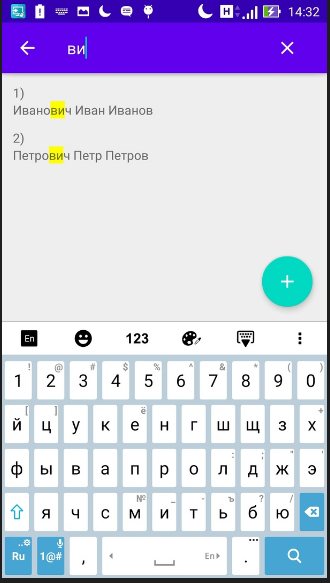 14:32
ви
1)
Иванович Иван Иванов
2)
Петрович Петр Петров
+
En 123
! @ # $ % ^ & * ( )
1 2 3 4 5 6 7 8 9 0
[ ] ё { } +
й ц у к е н г ш щ з х
: ; " '
ф ы в а п р о л д ж э
№ _ - ъ ? /
я ч с м и т ь б ю
Ru 1@# , En .